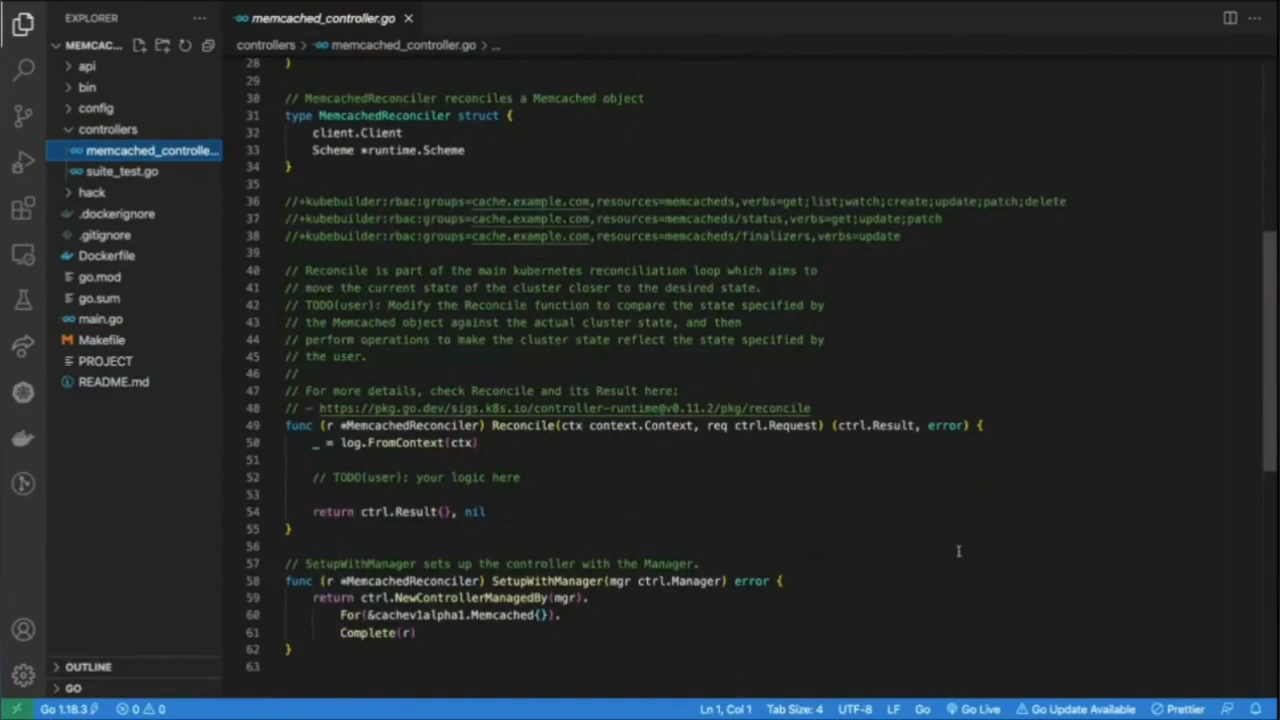 EXPLORER
MEMCAC...
api
bin
config
controllers
memcached_controlle...
suite_test.go
hack
.dockerignore
.gitignore
Dockerfile
go.mod
go.sum
main.go
Makefile
PROJECT
README.md
OUTLINE
GO
memcached_controller.go
controllers > memcached_controller.go > ...
28 )
29
30 // MemcachedReconciler reconciles a Memcached object
31 type MemcachedReconciler struct {
32 client.Client
33 Scheme *runtime.Scheme
34 }
35
36 //+kubebuilder:rbac:groups=cache.example.com,resources=memcacheds,verbs=get;list;watch;create;update;patch;delete
37 //+kubebuilder:rbac:groups=cache.example.com,resources=memcacheds/status,verbs=get;update;patch
38 //+kubebuilder:rbac:groups=cache.example.com,resources=memcacheds/finalizers,verbs=update
39
40 // Reconcile is part of the main kubernetes reconciliation loop which aims to
41 // move the current state of the cluster closer to the desired state.
42 // TODO(user): Modify the Reconcile function to compare the state specified by
43 // the Memcached object against the actual cluster state, and then
44 // perform operations to make the cluster state reflect the state specified by
45 // the user.
46 //
47 // For more details, check Reconcile and its Result here:
48 // - https://pkg.go.dev/sigs.k8s.io/controller-runtime@v0.11.2/pkg/reconcile
49 func (r *MemcachedReconciler) Reconcile(ctx context.Context, req ctrl.Request) (ctrl.Result, error) {
50 _ = log.FromContext(ctx)
51
52 // TODO(user): your logic here
53
54 return ctrl.Result{}, nil
55 }
56
57 // SetupWithManager sets up the controller with the Manager.
58 func (r *MemcachedReconciler) SetupWithManager(mgr ctrl.Manager) error {
59 return ctrl.NewControllerManagedBy(mgr).
60 For(&cachev1alpha1.Memcached{}).
61 Complete(r)
62 }
63
Go 1.18.3 0 0 Ln 1, Col 1 Tab Size: 4 UTF-8 LF Go Go Live Go Update Available Prettier